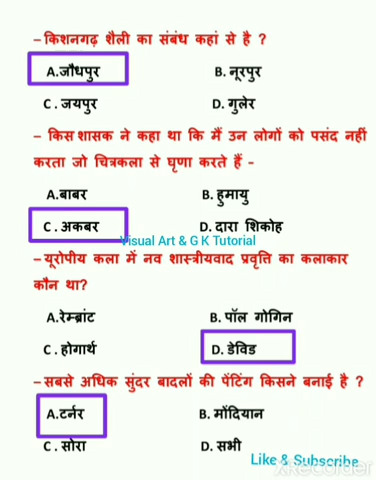 – किशनगढ़ शैली का संबंध कहां से है ?
A.जौधपुर B. नूरपुर
C . जयपुर D. गुलेर
– किस शासक ने कहा था कि मैं उन लोगों को पसंद नहीं
करता जो चित्रकला से घृणा करते हैं -
A.बाबर B. हुमायु
C . अकबर D. दारा शिकोह
Visual Art & G K Tutorial
– यूरोपीय कला में नव शास्त्रीयवाद प्रवृत्ति का कलाकार
कौन था?
A.रेम्ब्रांट B. पॉल गोगिन
C . होगार्थ D. डेविड
– सबसे अधिक सुंदर बादलों की पेंटिंग किसने बनाई है ?
A.टर्नर B. मोंदियान
C . सोरा D. सभी
Like & Subscribe
XRecorder